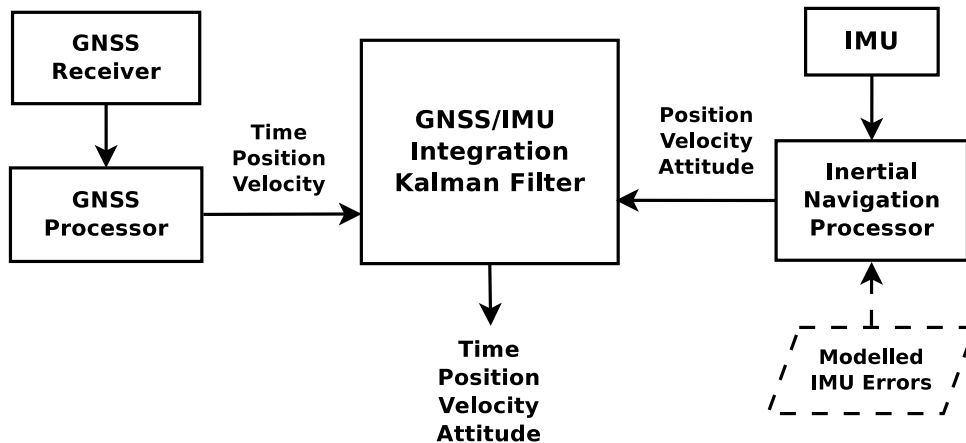 GNSS
Receiver
IMU
GNSS/IMU
Integration
Kalman Filter
Time
Position
Velocity
Position
Velocity
Attitude
GNSS
Processor
Inertial
Navigation
Processor
Time
Position
Velocity
Attitude
Modelled
IMU Errors